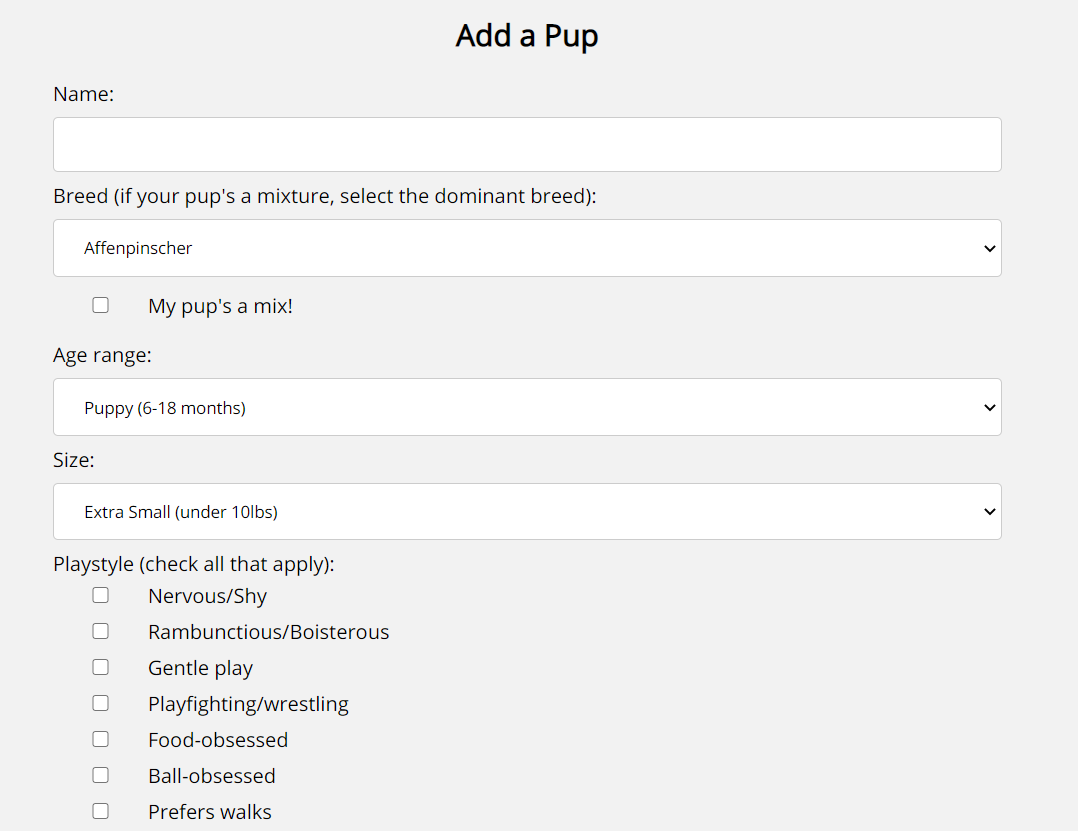 Add a Pup
Name:
Breed (if your pup's a mixture, select the dominant breed):
Affenpinscher
My pup's a mix!
Age range:
Puppy (6-18 months)
Size:
Extra Small (under 10lbs)
Playstyle (check all that apply):
Nervous/Shy
Rambunctious/Boisterous
Gentle play
Playfighting/wrestling
Food-obsessed
Ball-obsessed
Prefers walks